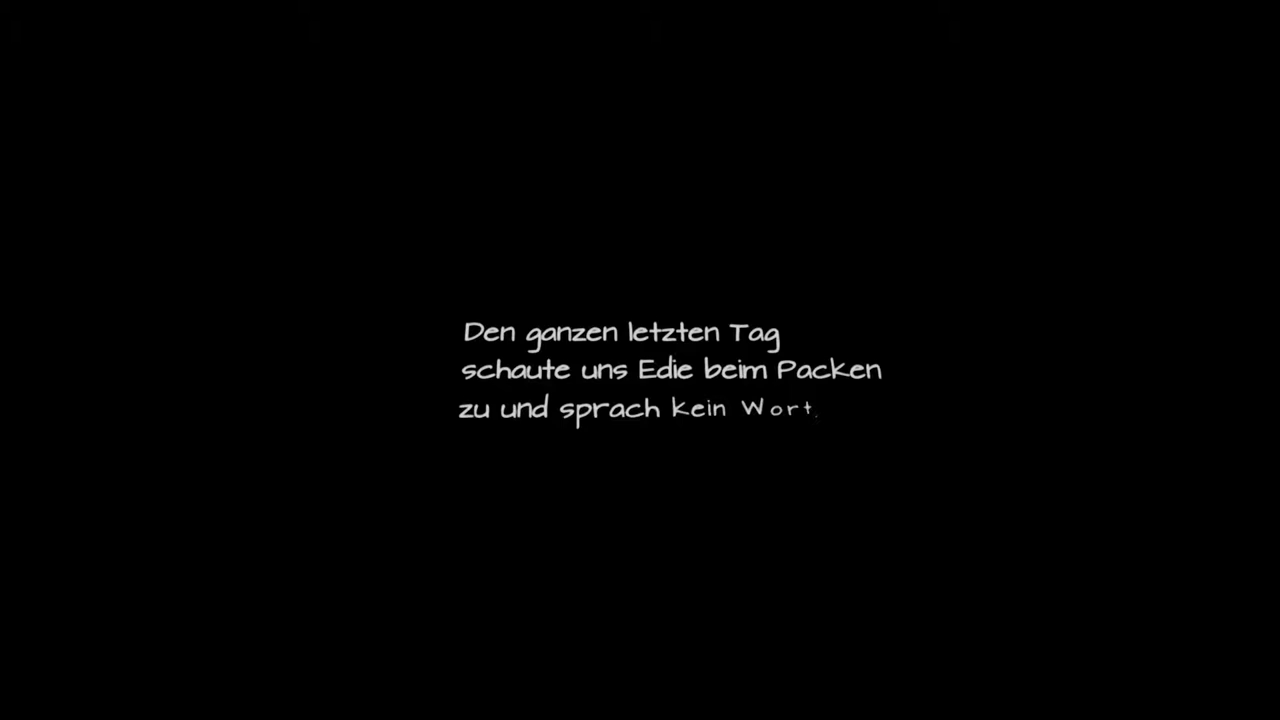 Den ganzen letzten Tag
schaute uns Edie beim Packen
zu und sprach kein Wort.